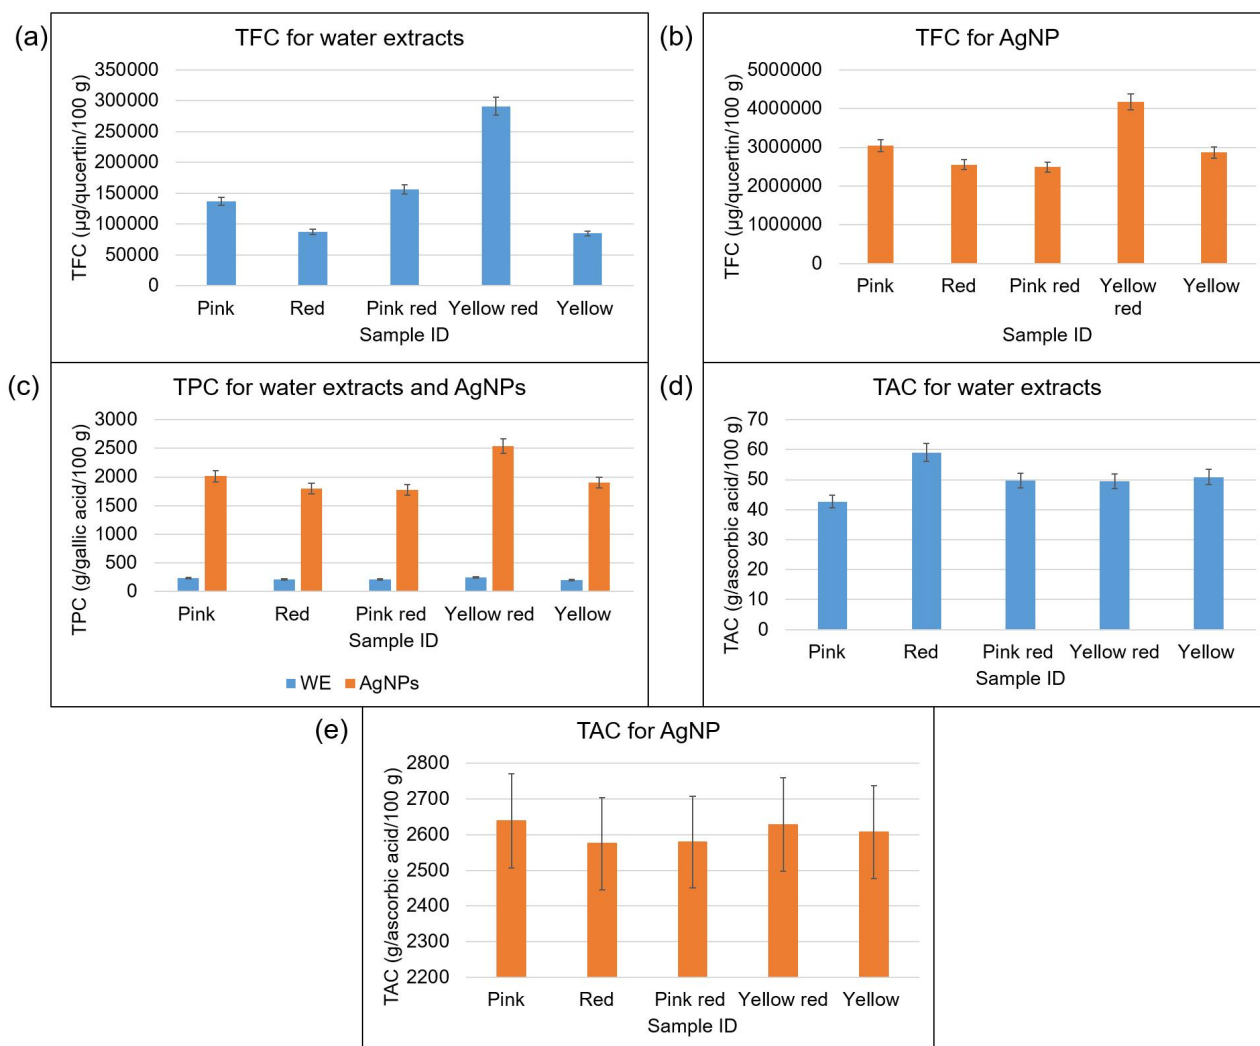 (a)
TFC for water extracts
TFC (µg/qucertin/100 g)
350000
300000
250000
200000
150000
100000
50000
0
Pink Red Pink red Yellow red Yellow
Sample ID
(b)
TFC for AgNP
TFC (µg/qucertin/100 g)
5000000
4000000
3000000
2000000
1000000
0
Pink Red Pink red Yellow red Yellow
Sample ID
(c)
TPC for water extracts and AgNPs
TPC (g/gallic acid/100 g)
3000
2500
2000
1500
1000
500
0
Pink Red Pink red Yellow red Yellow
Sample ID
WE AgNPs
(d)
TAC for water extracts
TAC (g/ascorbic acid/100 g)
70
60
50
40
30
20
10
0
Pink Red Pink red Yellow red Yellow
Sample ID
(e)
TAC for AgNP
TAC (g/ascorbic acid/100 g)
2800
2700
2600
2500
2400
2300
2200
Pink Red Pink red Yellow red Yellow
Sample ID